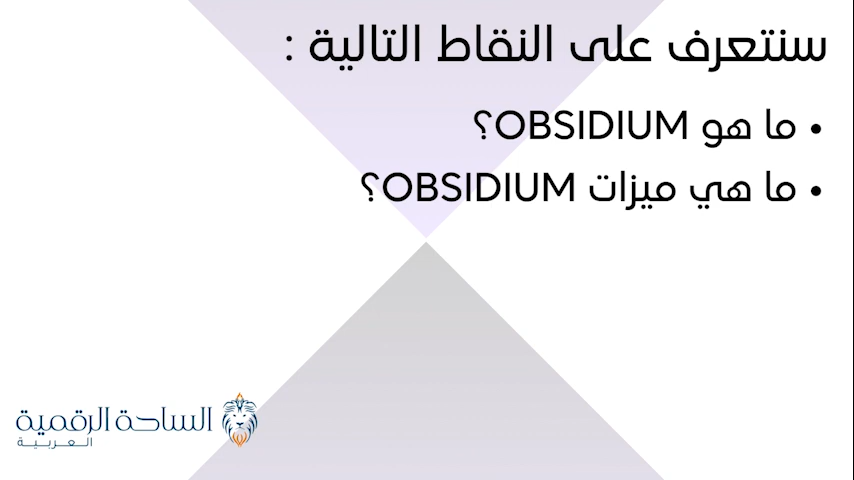 سنتعرف على النقاط التالية :
• ما هو OBSIDIUM؟
• ما هي ميزات OBSIDIUM؟
الساحة الرقمية
العربية